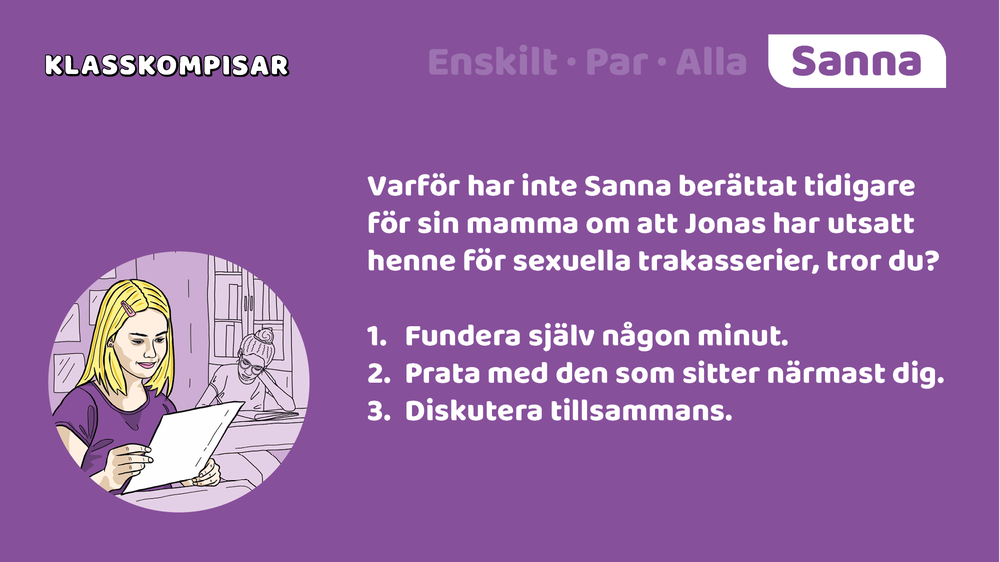 KLASSKOMPISAR
Enskilt • Par • Alla
Sanna
Varför har inte Sanna berättat tidigare
för sin mamma om att Jonas har utsatt
henne för sexuella trakasserier, tror du?
1. Fundera själv någon minut.
2. Prata med den som sitter närmast dig.
3. Diskutera tillsammans.